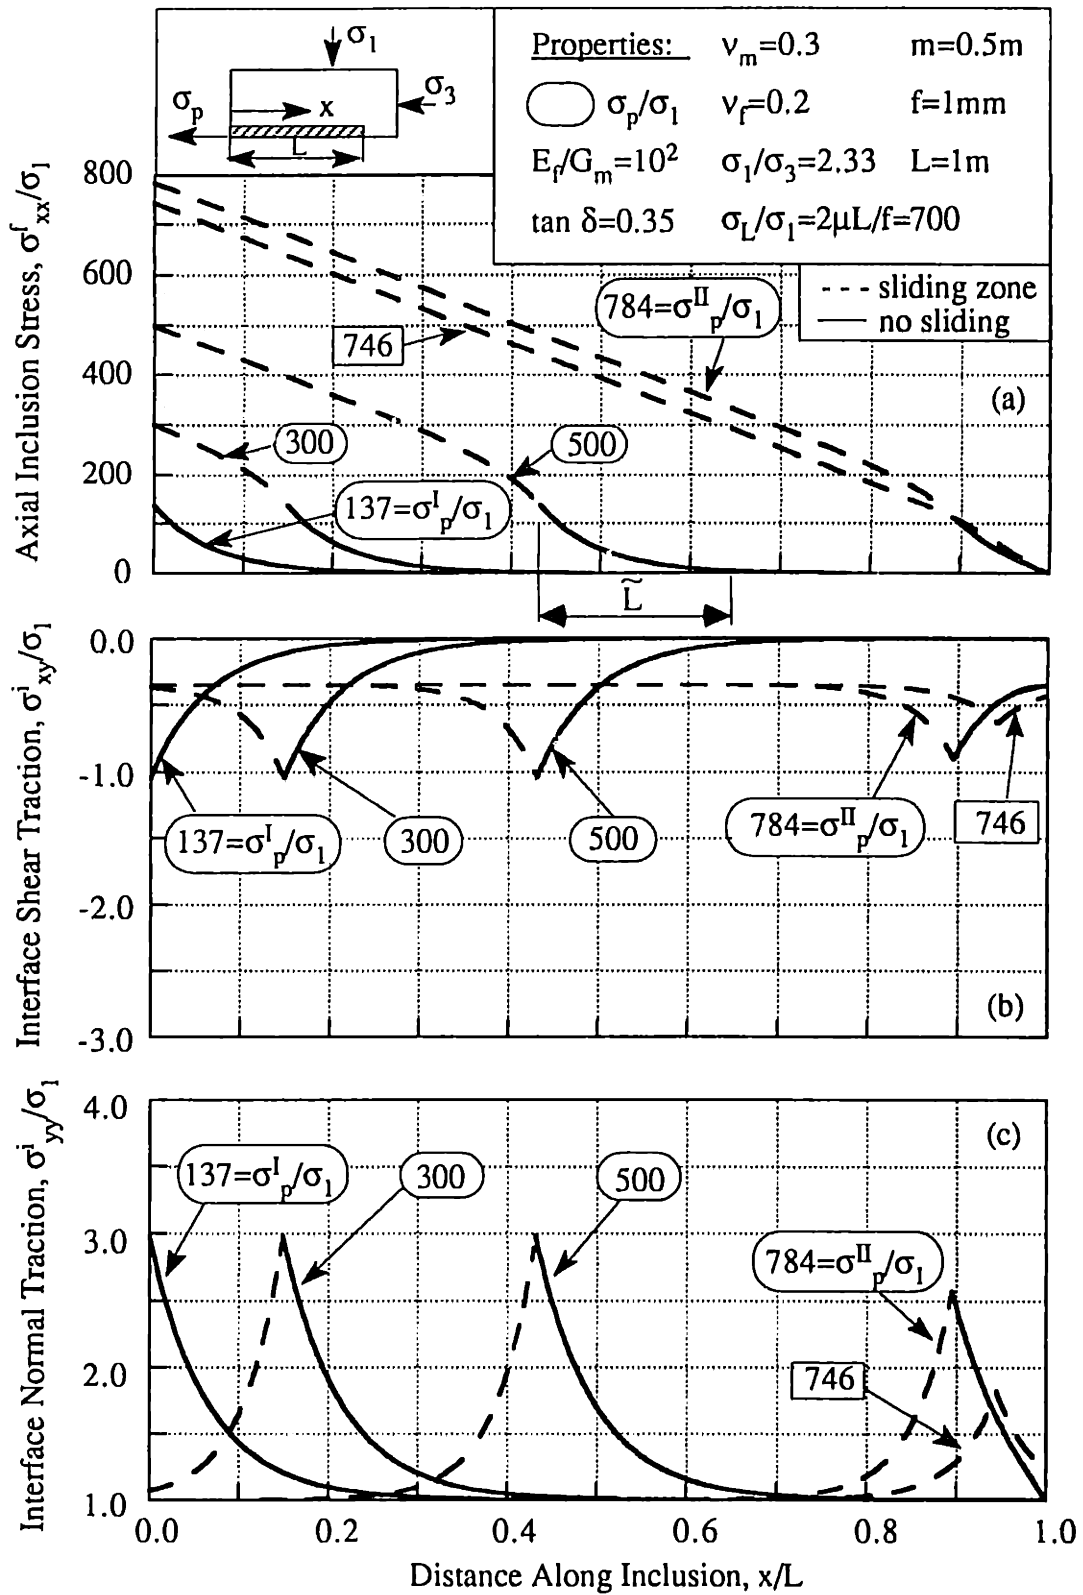 σ1
σ3
σp
x
L
Properties:
νm=0.3
m=0.5m
σp/σ1
νf=0.2
f=1mm
Ef/Gm=10²
σ1/σ3=2.33
L=1m
tan δ=0.35
σL/σ1=2μL/f=700
- - - sliding zone
— no sliding
Axial Inclusion Stress, σ^f_xx/σ1
800
600
400
200
0
784=σ^II_p/σ1
746
300
500
137=σ^I_p/σ1
(a)
L̃
Interface Shear Traction, σ^i_xy/σ1
0.0
-1.0
-2.0
-3.0
137=σ^I_p/σ1
300
500
784=σ^II_p/σ1
746
(b)
Interface Normal Traction, σ^i_yy/σ1
4.0
3.0
2.0
1.0
137=σ^I_p/σ1
300
500
784=σ^II_p/σ1
746
(c)
0.0 0.2 0.4 0.6 0.8 1.0
Distance Along Inclusion, x/L